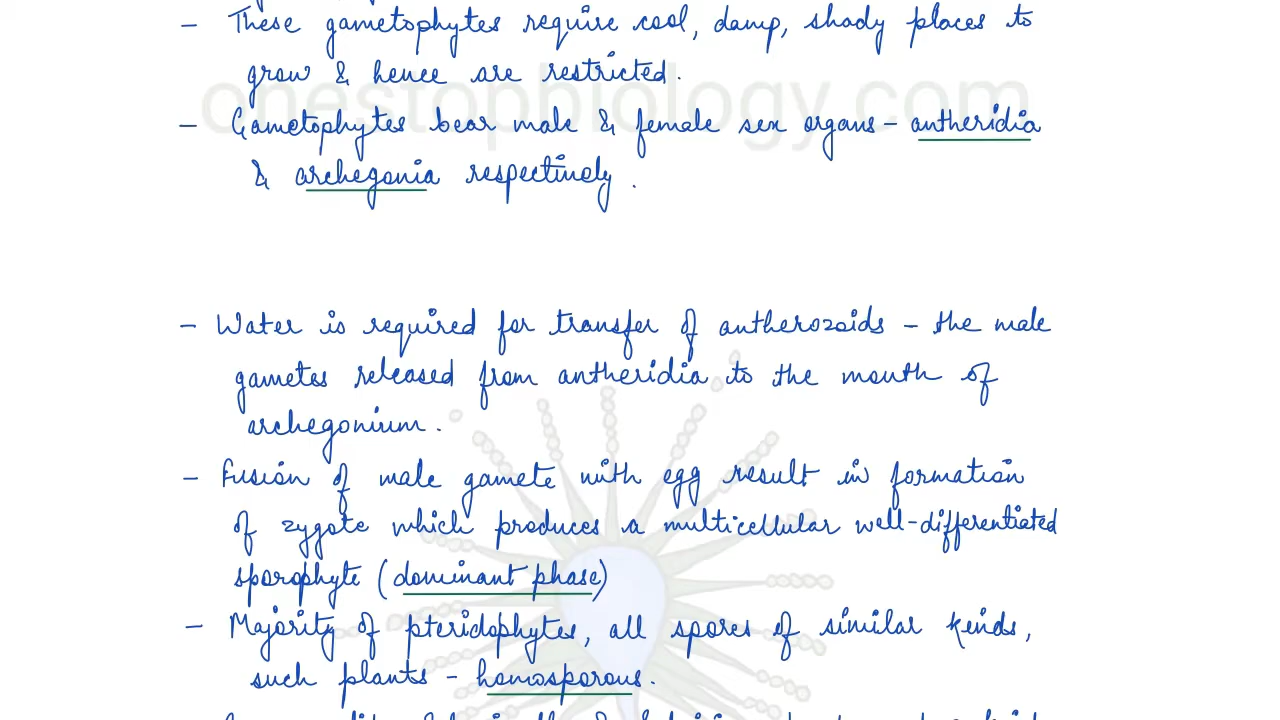 - These gametophytes require cool, damp, shady places to
grow & hence are restricted.
onestopbiology.com
- Gametophytes bear male & female sex organs - antheridia
& archegonia respectively.
- Water is required for transfer of antherozoids - the male
gametes released from antheridia to the mouth of
archegonium.
- Fusion of male gamete with egg result in formation
of zygote which produces a multicellular well-differentiated
sporophyte (dominant phase)
- Majority of pteridophytes, all spores of similar kinds,
such plants - homosporous.